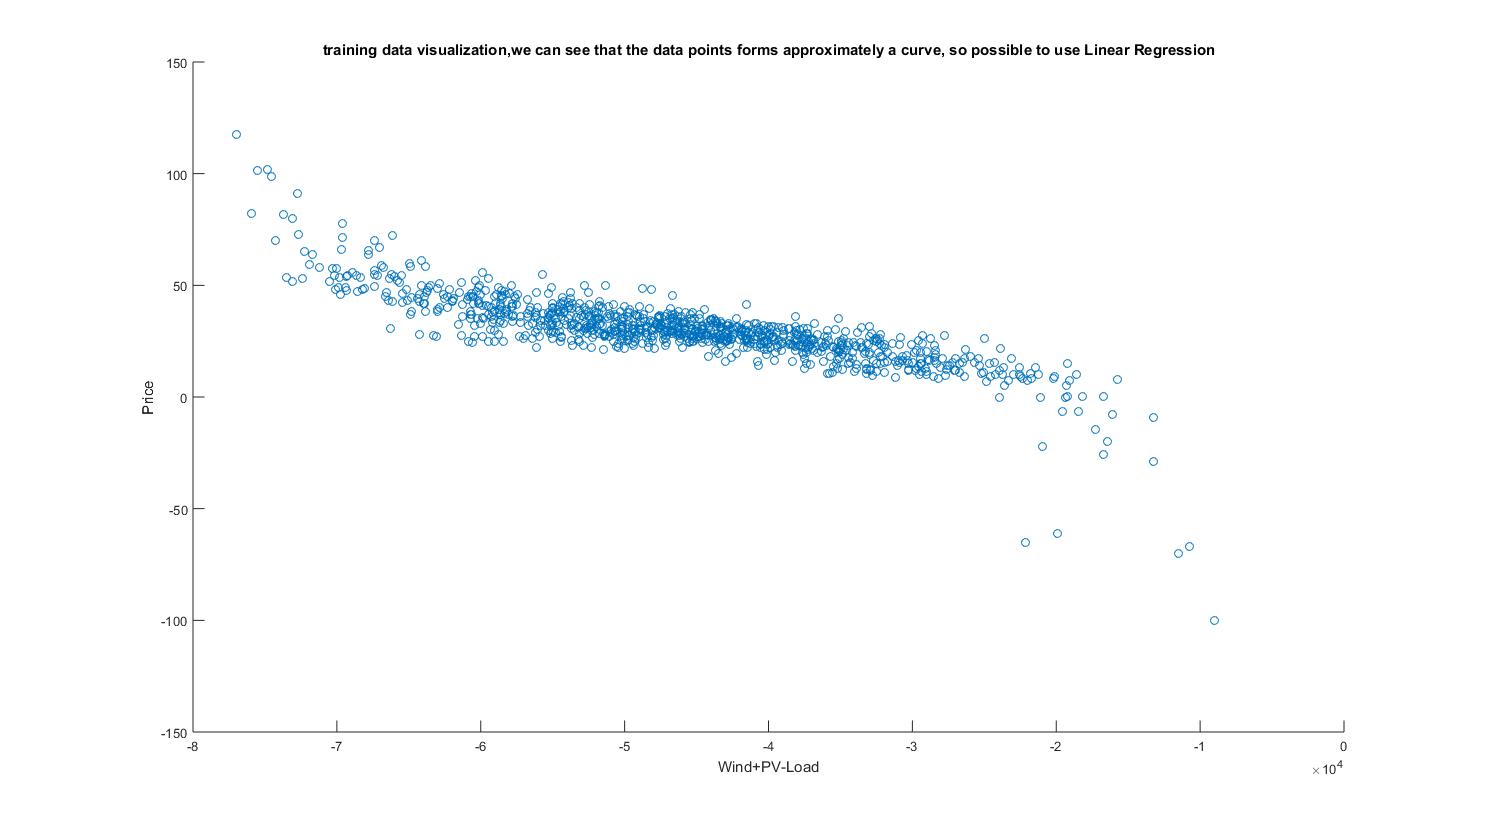 training data visualization,we can see that the data points forms approximately a curve, so possible to use Linear Regression
150
100
50
0
-50
-100
-150
Price
-8 -7 -6 -5 -4 -3 -2 -1 0
Wind+PV-Load
×10^4